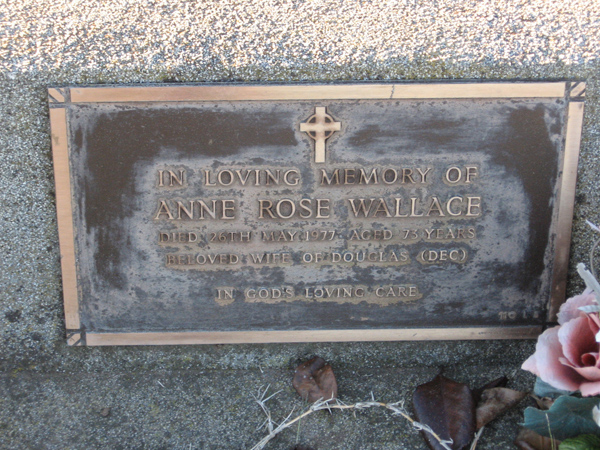 IN LOVING MEMORY OF
ANNE ROSE WALLACE
DIED 26TH MAY 1977 AGED 73 YEARS
BELOVED WIFE OF DOUGLAS (DEC)
IN GOD'S LOVING CARE